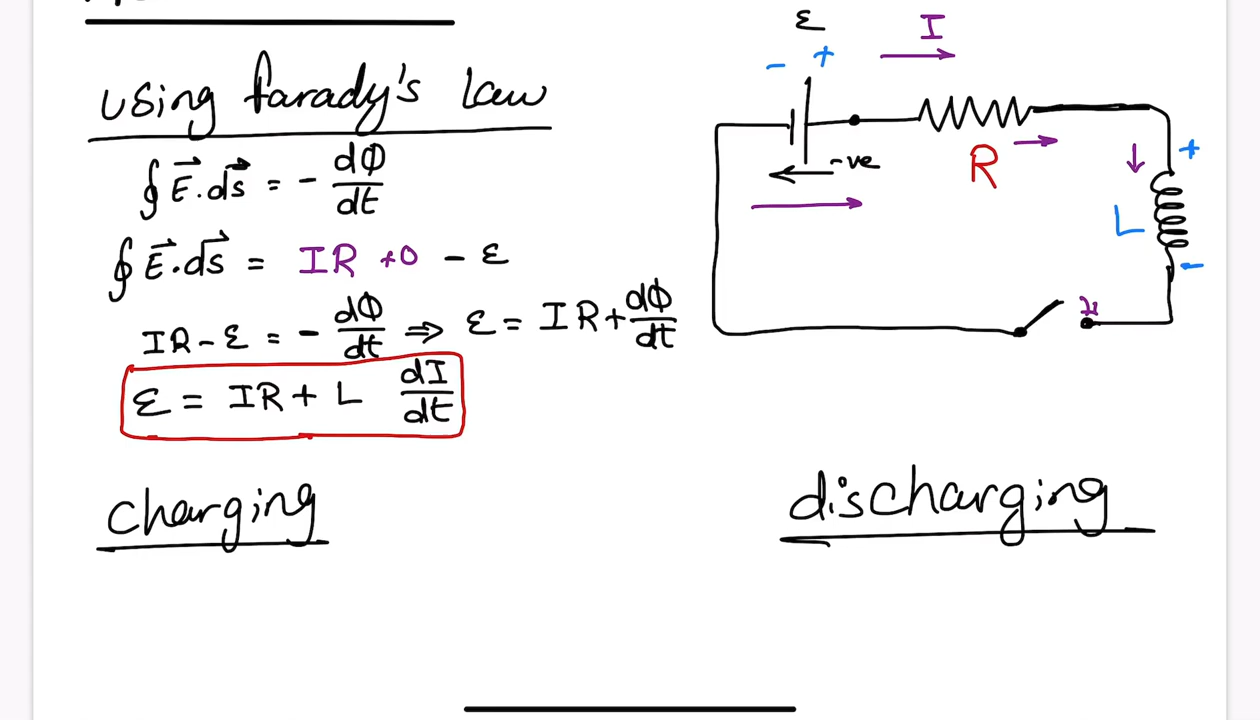 using farady's Law
∮ E⃗ . ds⃗ = - dΦ/dt
∮ E⃗ . ds⃗ = IR + 0 - ε
IR - ε = - dΦ/dt ⇒ ε = IR + dΦ/dt
ε = IR + L dI/dt
charging
ε
I
- +
-ve
R
+
L
-
discharging